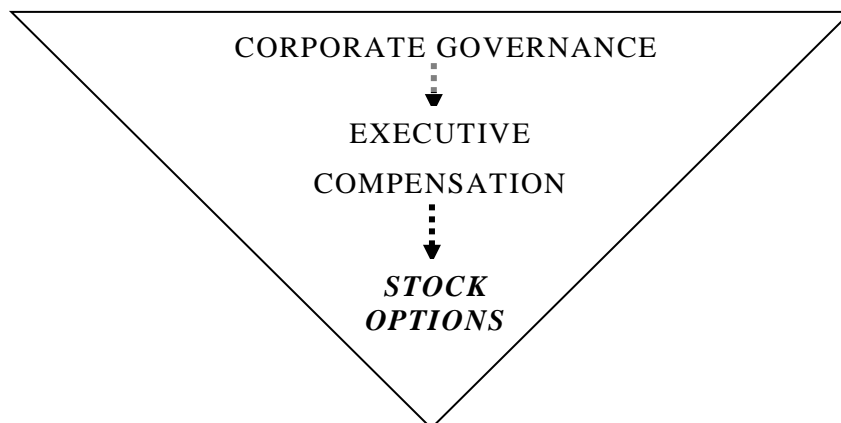 CORPORATE GOVERNANCE
EXECUTIVE
COMPENSATION
STOCK
OPTIONS